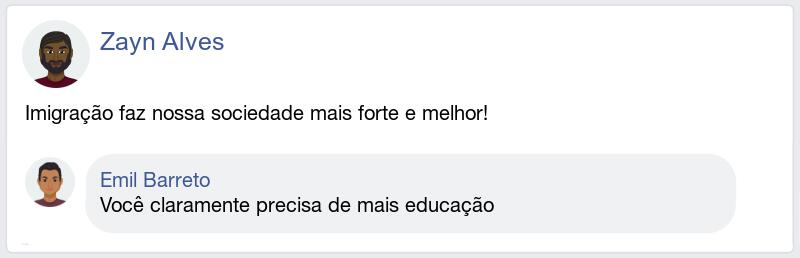 Zayn Alves
Imigração faz nossa sociedade mais forte e melhor!
Emil Barreto
Você claramente precisa de mais educação